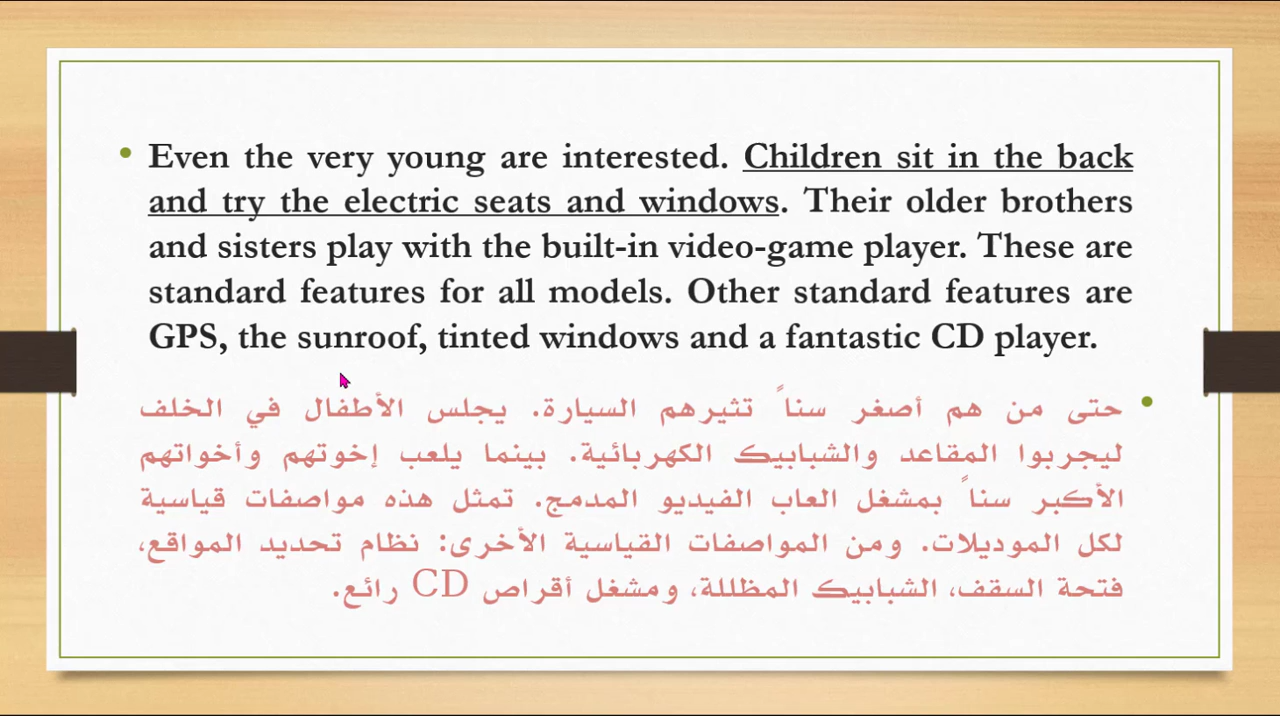 Even the very young are interested. Children sit in the back
and try the electric seats and windows. Their older brothers
and sisters play with the built-in video-game player. These are
standard features for all models. Other standard features are
GPS, the sunroof, tinted windows and a fantastic CD player.
حتى من هم أصغر سناً تثيرهم السيارة. يجلس الأطفال في الخلف
ليجربوا المقاعد والشبابيك الكهربائية. بينما يلعب إخوتهم وأخواتهم
الأكبر سناً بمشغل العاب الفيديو المدمج. تمثل هذه مواصفات قياسية
لكل الموديلات. ومن المواصفات القياسية الأخرى: نظام تحديد المواقع،
فتحة السقف، الشبابيك المظللة، ومشغل أقراص CD رائع.